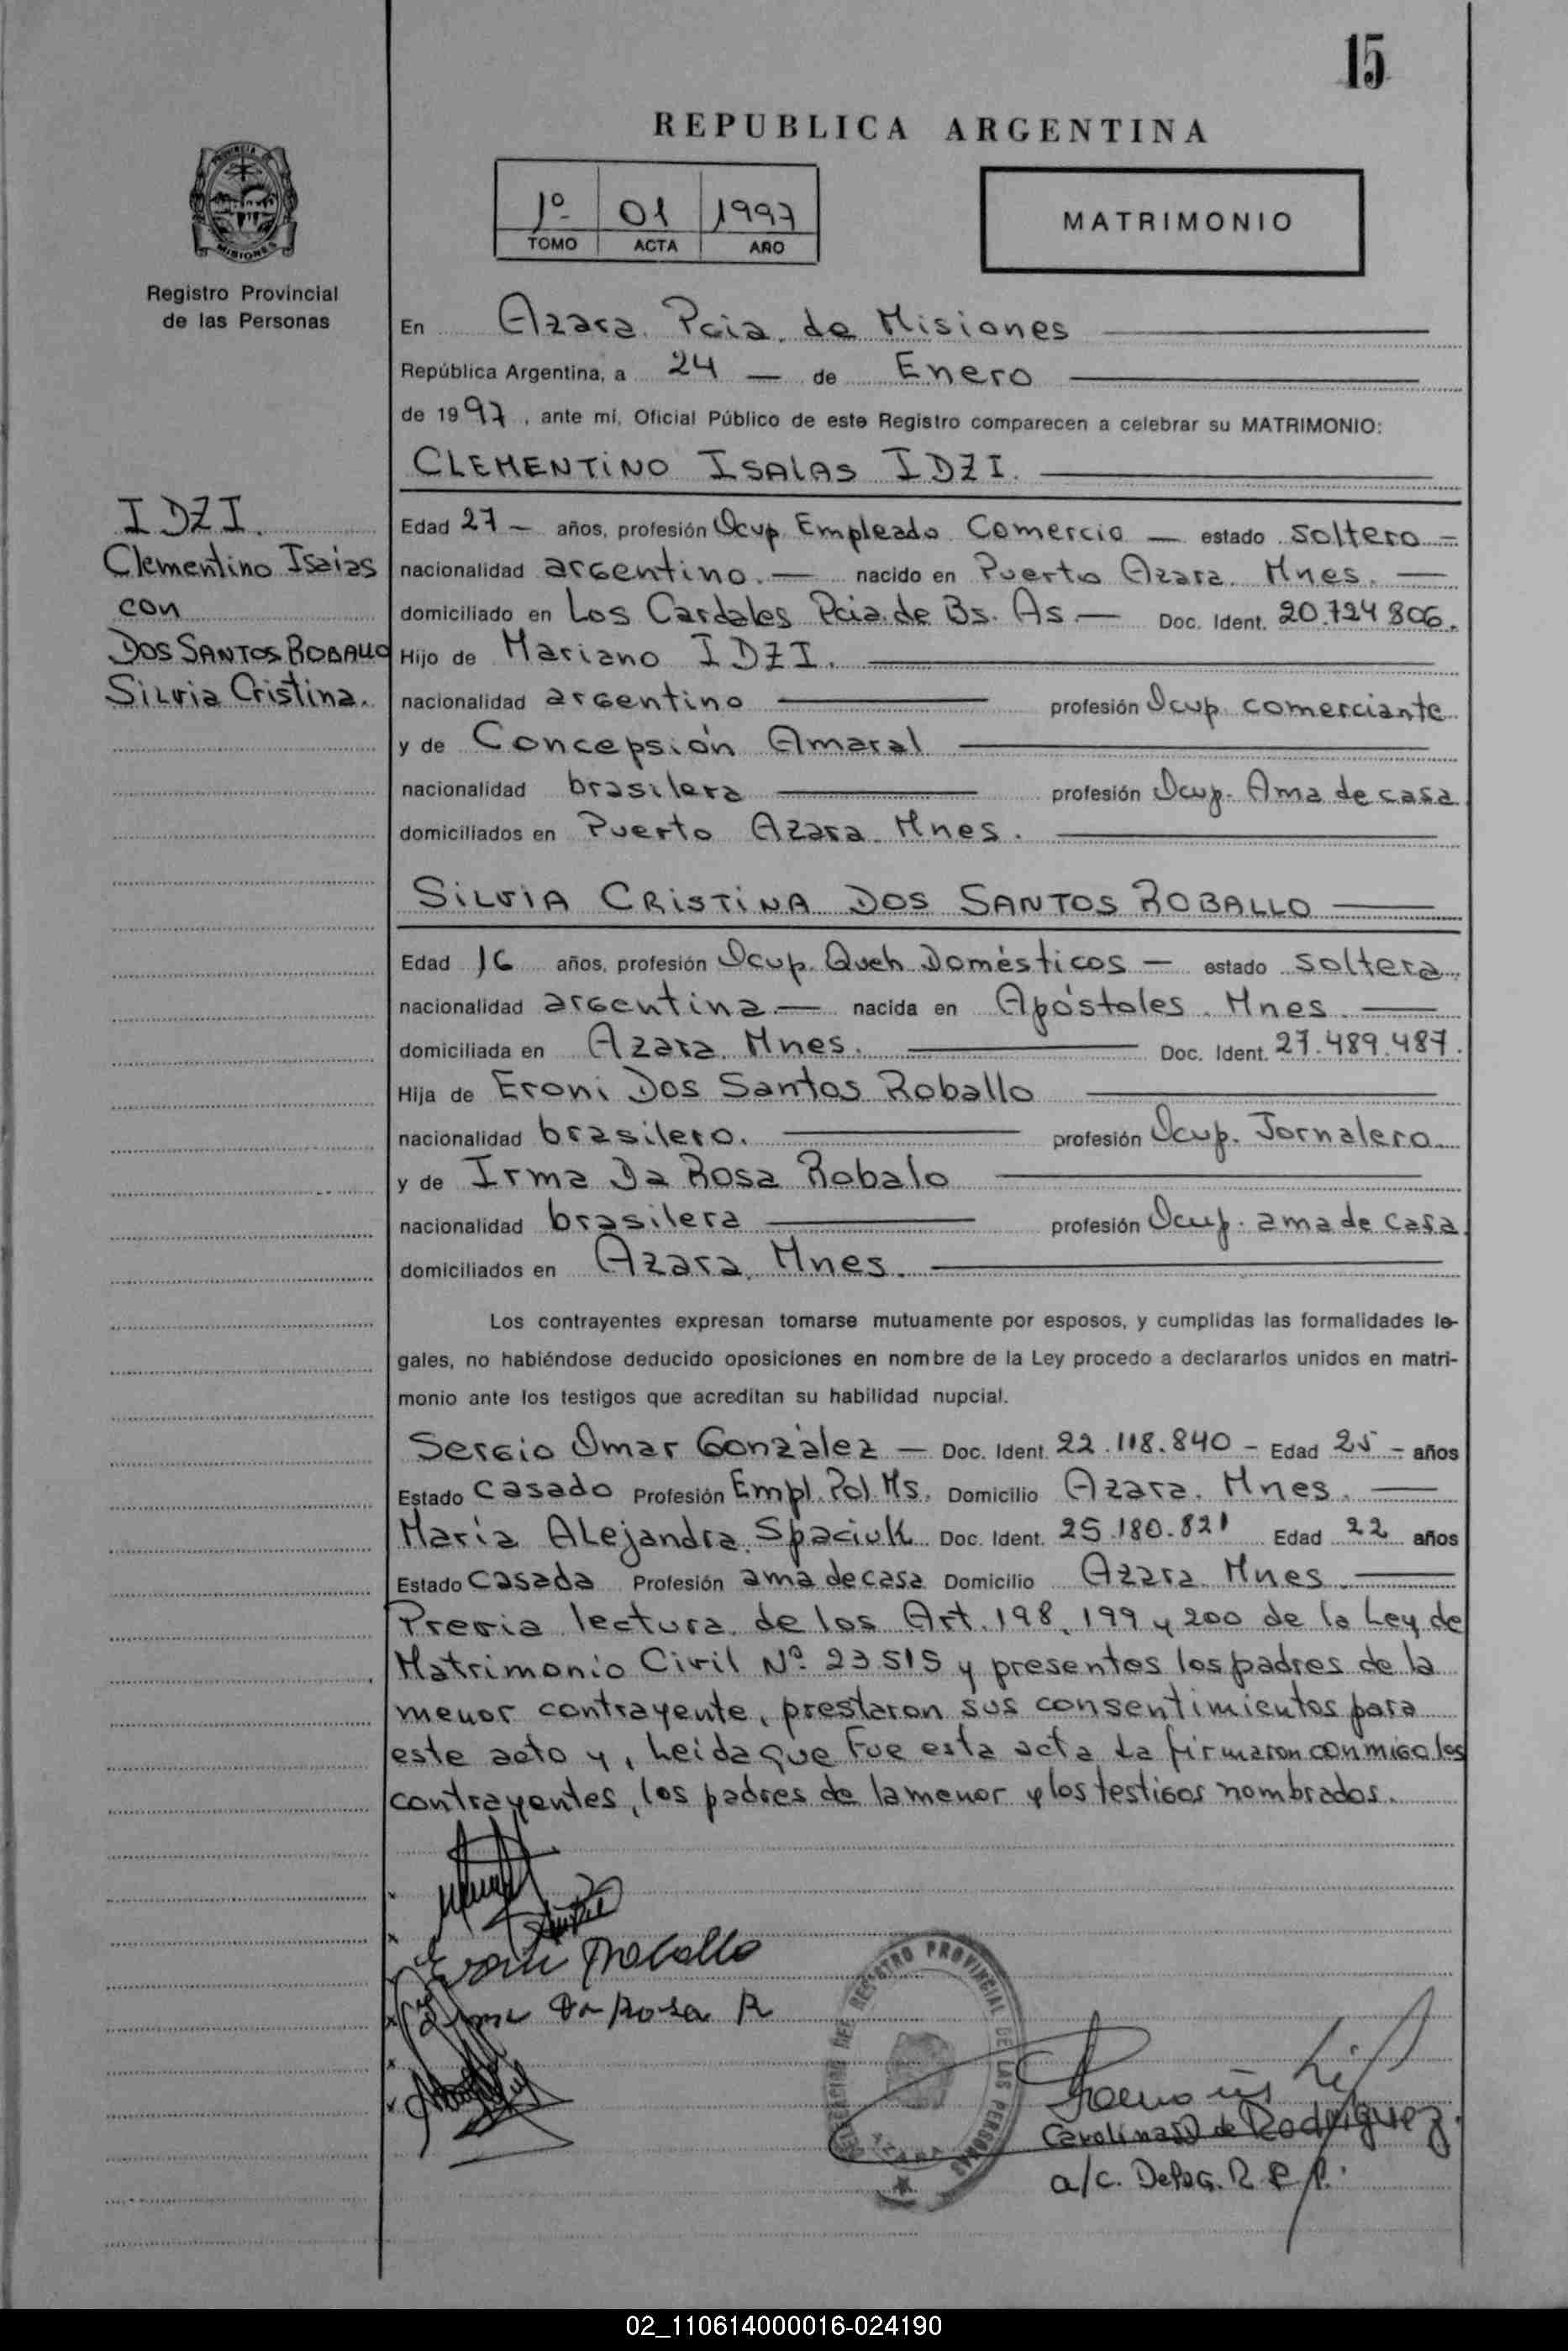 15
REPUBLICA ARGENTINA
1º 01 1997
TOMO ACTA AÑO
MATRIMONIO
PROVINCIA DE
MISIONES
Registro Provincial
de las Personas
En Azara. Pcia. de Misiones
República Argentina, a 24 — de Enero
de 1997, ante mí, Oficial Público de este Registro comparecen a celebrar su MATRIMONIO:
CLEMENTINO ISAIAS IDZI.
IDZI.
Clementino Isaias
con
DOS SANTOS ROBALLO
Silvia Cristina.
Edad 27 — años, profesión Ocup. Empleado Comercio — estado soltero =
nacionalidad argentino. — nacido en Puerto Azara. Mnes. —
domiciliado en Los Cardales Pcia. de Bs. As. — Doc. Ident. 20.724.806.
Hijo de Mariano IDZI.
nacionalidad argentino profesión Ocup. comerciante
y de Concepsión Amaral
nacionalidad brasilera profesión Ocup. Ama de casa
domiciliados en Puerto Azara. Mnes.
SILVIA CRISTINA DOS SANTOS ROBALLO
Edad 16 años, profesión Ocup. Queh. Domésticos — estado soltera.
nacionalidad argentina — nacida en Apóstoles. Mnes. —
domiciliada en Azara. Mnes. Doc. Ident. 27.489.487.
Hija de Eroni Dos Santos Roballo
nacionalidad brasilero. profesión Ocup. Jornalero
y de Irma Da Rosa Robalo
nacionalidad brasilera profesión Ocup. ama de casa
domiciliados en Azara. Mnes.
Los contrayentes expresan tomarse mutuamente por esposos, y cumplidas las formalidades le-
gales, no habiéndose deducido oposiciones en nombre de la Ley procedo a declararlos unidos en matri-
monio ante los testigos que acreditan su habilidad nupcial.
Sergio Omar González — Doc. Ident. 22.118.840 — Edad 25 — años
Estado casado Profesión Empl. Pol. Ms. Domicilio Azara. Mnes. —
María Alejandra Spaciuk Doc. Ident. 25.180.821 Edad 22 años
Estado casada Profesión ama de casa Domicilio Azara. Mnes. —
Previa lectura de los Art. 198, 199 y 200 de la Ley de
Matrimonio Civil Nº 23515 y presentes los padres de la
menor contrayente, prestaron sus consentimientos para
este acto y, Leida que fue esta acta la firmaron conmigo los
contrayentes, los padres de la menor y los testigos nombrados.
Eroni Roballo
Irma Da Rosa R
DELEGACION DEL REGISTRO PROVINCIAL DE LAS PERSONAS
AZARA
Carolina de Rodriguez.
a/c. Deleg. R. P. P.
02_110614000016-024190